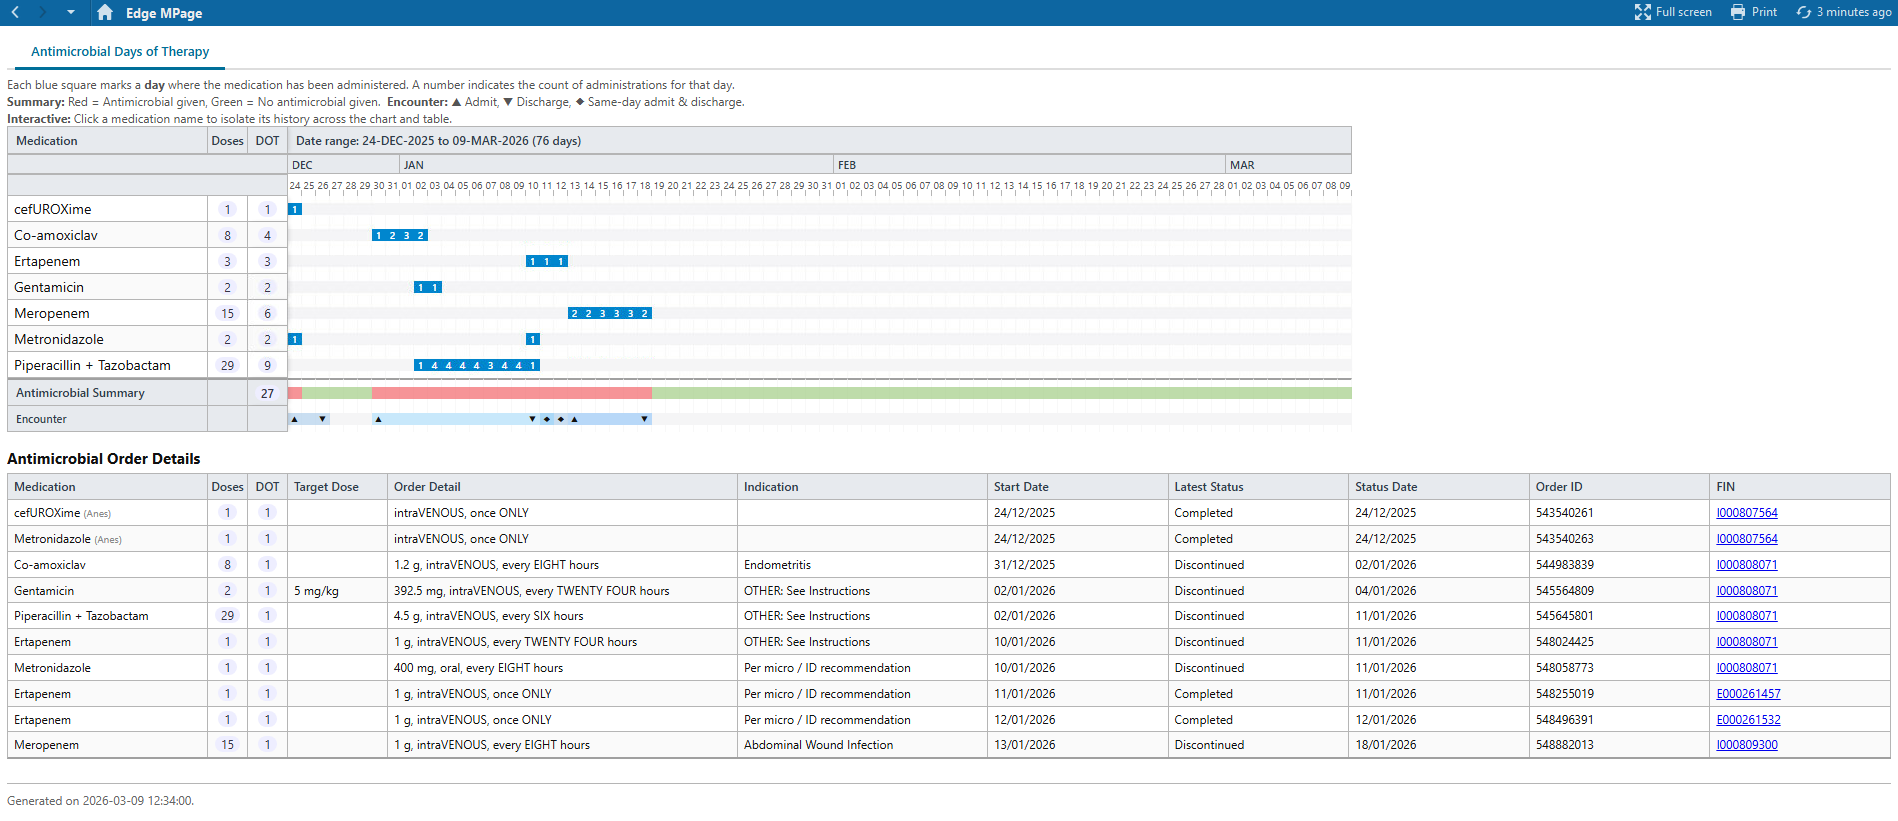 Edge MPage
Full screen
Print
3 minutes ago
Antimicrobial Days of Therapy
Each blue square marks a day where the medication has been administered. A number indicates the count of administrations for that day.
Summary: Red = Antimicrobial given, Green = No antimicrobial given. Encounter: ▲ Admit, ▼ Discharge, ◆ Same-day admit & discharge.
Interactive: Click a medication name to isolate its history across the chart and table.
Medication Doses DOT Date range: 24-DEC-2025 to 09-MAR-2026 (76 days)
DEC JAN FEB MAR
24 25 26 27 28 29 30 31 01 02 03 04 05 06 07 08 09 10 11 12 13 14 15 16 17 18 19 20 21 22 23 24 25 26 27 28 29 30 31 01 02 03 04 05 06 07 08 09 10 11 12 13 14 15 16 17 18 19 20 21 22 23 24 25 26 27 28 01 02 03 04 05 06 07 08 09
cefUROXime 1 1 1
Co-amoxiclav 8 4 1 2 3 2
Ertapenem 3 3 1 1 1
Gentamicin 2 2 1 1
Meropenem 15 6 2 2 3 3 3 2
Metronidazole 2 2 1 1
Piperacillin + Tazobactam 29 9 1 4 4 4 4 3 4 4 1
Antimicrobial Summary 27
Encounter ▲ ▼ ▲ ▼ ◆ ◆ ▲ ▼
Antimicrobial Order Details
Medication Doses DOT Target Dose Order Detail Indication Start Date Latest Status Status Date Order ID FIN
cefUROXime (Anes) 1 1 intraVENOUS, once ONLY 24/12/2025 Completed 24/12/2025 543540261 I000807564
Metronidazole (Anes) 1 1 intraVENOUS, once ONLY 24/12/2025 Completed 24/12/2025 543540263 I000807564
Co-amoxiclav 8 1 1.2 g, intraVENOUS, every EIGHT hours Endometritis 31/12/2025 Discontinued 02/01/2026 544983839 I000808071
Gentamicin 2 1 5 mg/kg 392.5 mg, intraVENOUS, every TWENTY FOUR hours OTHER: See Instructions 02/01/2026 Discontinued 04/01/2026 545564809 I000808071
Piperacillin + Tazobactam 29 1 4.5 g, intraVENOUS, every SIX hours OTHER: See Instructions 02/01/2026 Discontinued 11/01/2026 545645801 I000808071
Ertapenem 1 1 1 g, intraVENOUS, every TWENTY FOUR hours OTHER: See Instructions 10/01/2026 Discontinued 11/01/2026 548024425 I000808071
Metronidazole 1 1 400 mg, oral, every EIGHT hours Per micro / ID recommendation 10/01/2026 Discontinued 11/01/2026 548058773 I000808071
Ertapenem 1 1 1 g, intraVENOUS, once ONLY Per micro / ID recommendation 11/01/2026 Completed 11/01/2026 548255019 E000261457
Ertapenem 1 1 1 g, intraVENOUS, once ONLY Per micro / ID recommendation 12/01/2026 Completed 12/01/2026 548496391 E000261532
Meropenem 15 1 1 g, intraVENOUS, every EIGHT hours Abdominal Wound Infection 13/01/2026 Discontinued 18/01/2026 548882013 I000809300
Generated on 2026-03-09 12:34:00.